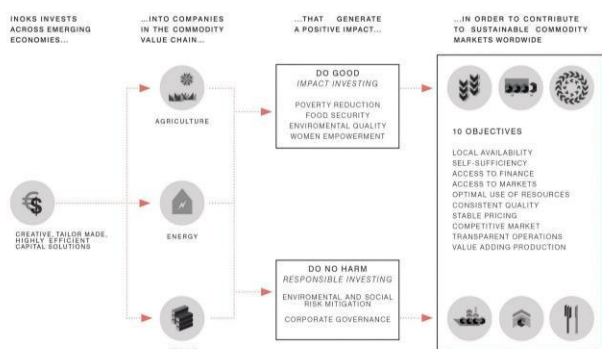 INOKS INVESTS
ACROSS EMERGING
ECONOMIES...
...INTO COMPANIES
IN THE COMMODITY
VALUE CHAIN...
...THAT GENERATE
A POSITIVE IMPACT...
...IN ORDER TO CONTRIBUTE
TO SUSTAINABLE COMMODITY
MARKETS WORDWIDE
€$
CREATIVE, TAILOR MADE,
HIGHLY EFFICIENT
CAPITAL SOLUTIONS
AGRICULTURE
ENERGY
DO GOOD
IMPACT INVESTING
POVERTY REDUCTION
FOOD SECURITY
ENVIROMENTAL QUALITY
WOMEN EMPOWERMENT
DO NO HARM
RESPONSIBLE INVESTING
ENVIROMENTAL AND SOCIAL
RISK MITIGATION
CORPORATE GOVERNANCE
10 OBJECTIVES
LOCAL AVAILABILITY
SELF-SUFFICIENCY
ACCESS TO FINANCE
ACCESS TO MARKETS
OPTIMAL USE OF RESOURCES
CONSISTENT QUALITY
STABLE PRICING
COMPETITIVE MARKET
TRANSPARENT OPERATIONS
VALUE ADDING PRODUCTION